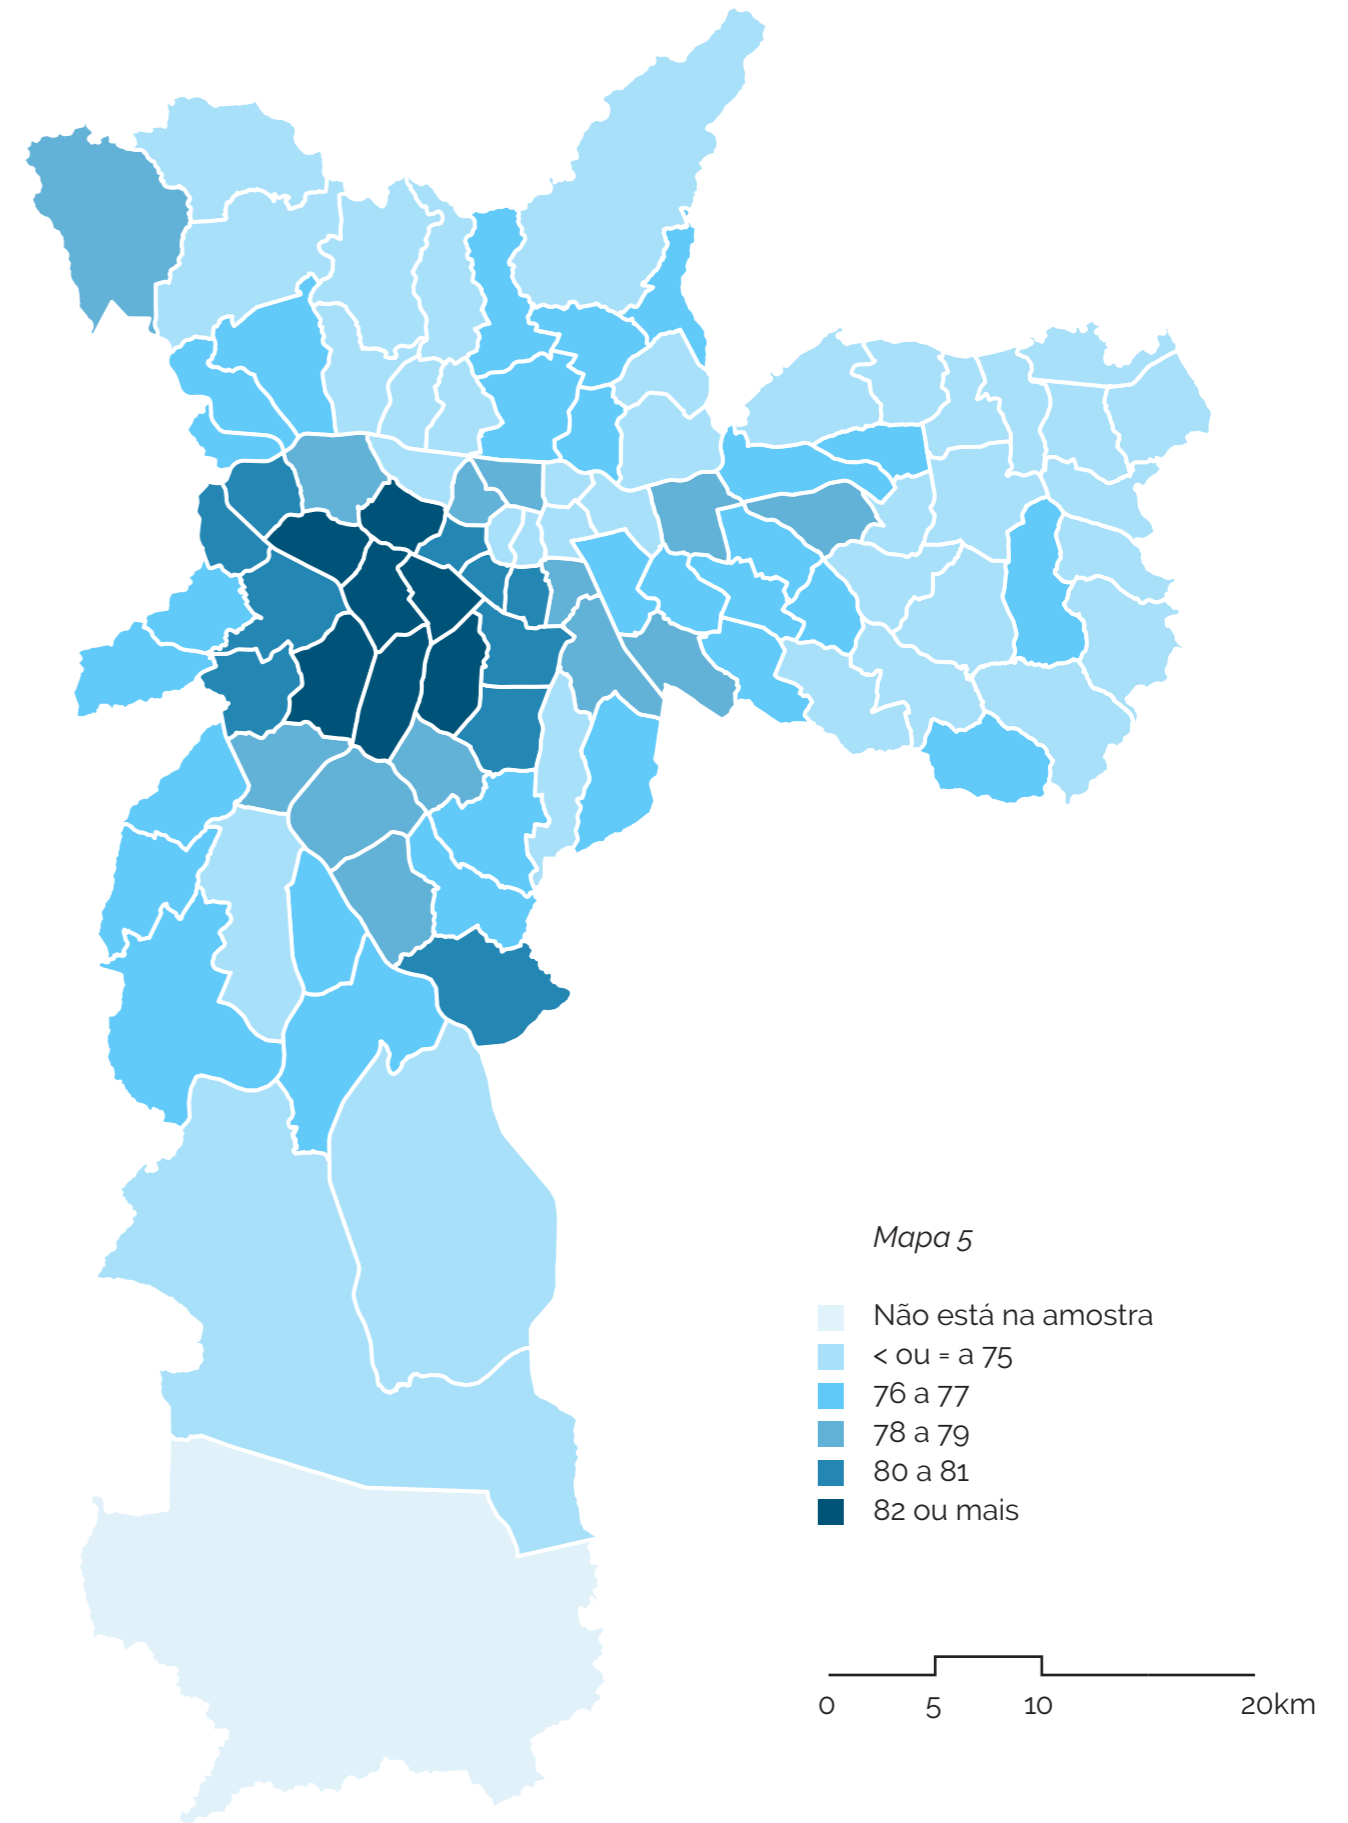 Mapa 5
Não está na amostra
< ou = a 75
76 a 77
78 a 79
80 a 81
82 ou mais
0 5 10 20km